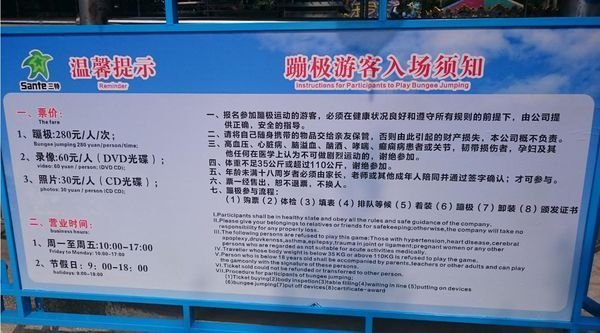 Sante 三特
温馨提示
Reminder
蹦极游客入场须知
Instructions for Participants to Play Bungee Jumping
一、票价:
The fare
1、蹦极:280元/人/次；
Bungee jumping 280 yuan/person/time;
2、录像:60元/人（DVD光碟）；
video: 60 yuan / person; (DVD CD)
3、照片:30元/人（CD光碟）；
photos: 30 yuan / person (CD CD)
二、营业时间:
business hours:
1、周一至周五:10:00-17:00
Friday to Monday: 10:00-17:00
2、节假日: 9：00-18：00
holidays: 9:00-18:00
一、报名参加蹦极运动的游客，必须在健康状况良好和遵守所有规则的前提下，由公司提
供正确，安全的指导。
二、请将自己随身携带的物品交给亲友保管，否则由此引起的财产损失，本公司概不负责。
三、高血压、心脏病、脑溢血、脑酒、哮喘、癫痫病患者或关节、韧带损伤者，孕妇及其
他任何在医学上认为不可做剧烈运动，谢绝参加。
四、体重不足35公斤或超过110公斤，谢绝参加。
五、年龄未满十八周岁者必须由家长，老师或其他成年人陪同并通过签字确认；才可参与。
六、票一经售出，恕不退票，不换人。
七、蹦极参与流程：
（1）购票（2）体检（3）填表（4）排队等候（5）着装（6）蹦极（7）卸装（8）颁发证书
I.Participants shall be in healthy state and obey all the rules and safe guidance of the company.
II.Please give your belongings to relatives or friends for safekeeping;otherwise,the company will take no
responsibility for any property loss.
III.The following persons are refused to play this game: Those with hypertension,heart disease, cerebral
apoplexy,drukenness,asthma,epilepsy,trauma in joint or ligament;pregnant women or any other
persons who are regarded as not suitable for acute activities medically.
IV.Traveller whose body weight is below 35 KG or above 110KG is refused to play the game,
V.Person who is below 18 years old shall be accompanied by parents,teachers or other adults and can play
the gamconly with the signature of these persons.
VI.Ticket sold could not be refunded or transferred to other person.
VII.Procedure for participants of bungee jumping:
(1)Ticket buying(2)body inspection(3)table filling(4)waiting in line(5)putting on devices
(6)bungee jumping(7)put off devices(8)certificate-award